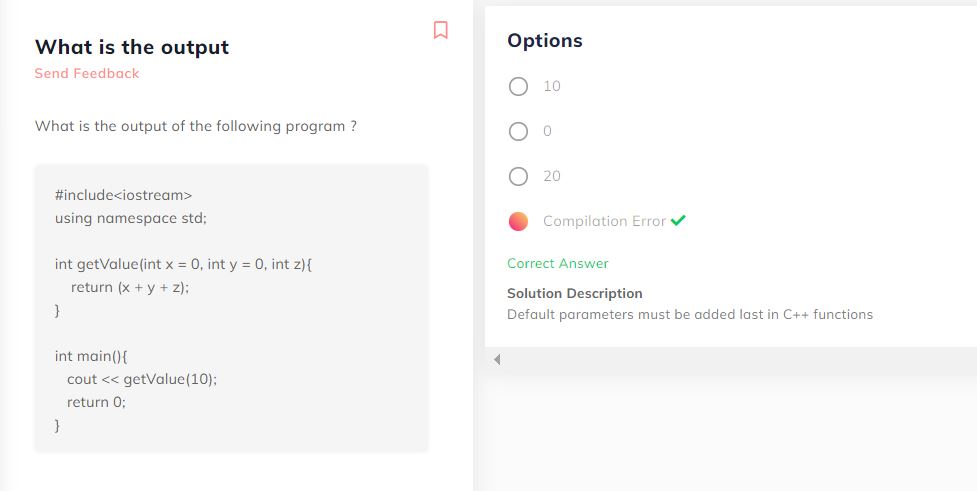 What is the output
Send Feedback
What is the output of the following program ?
#include<iostream>
using namespace std;
int getValue(int x = 0, int y = 0, int z){
return (x + y + z);
}
int main(){
cout << getValue(10);
return 0;
}
Options
10
0
20
Compilation Error
Correct Answer
Solution Description
Default parameters must be added last in C++ functions